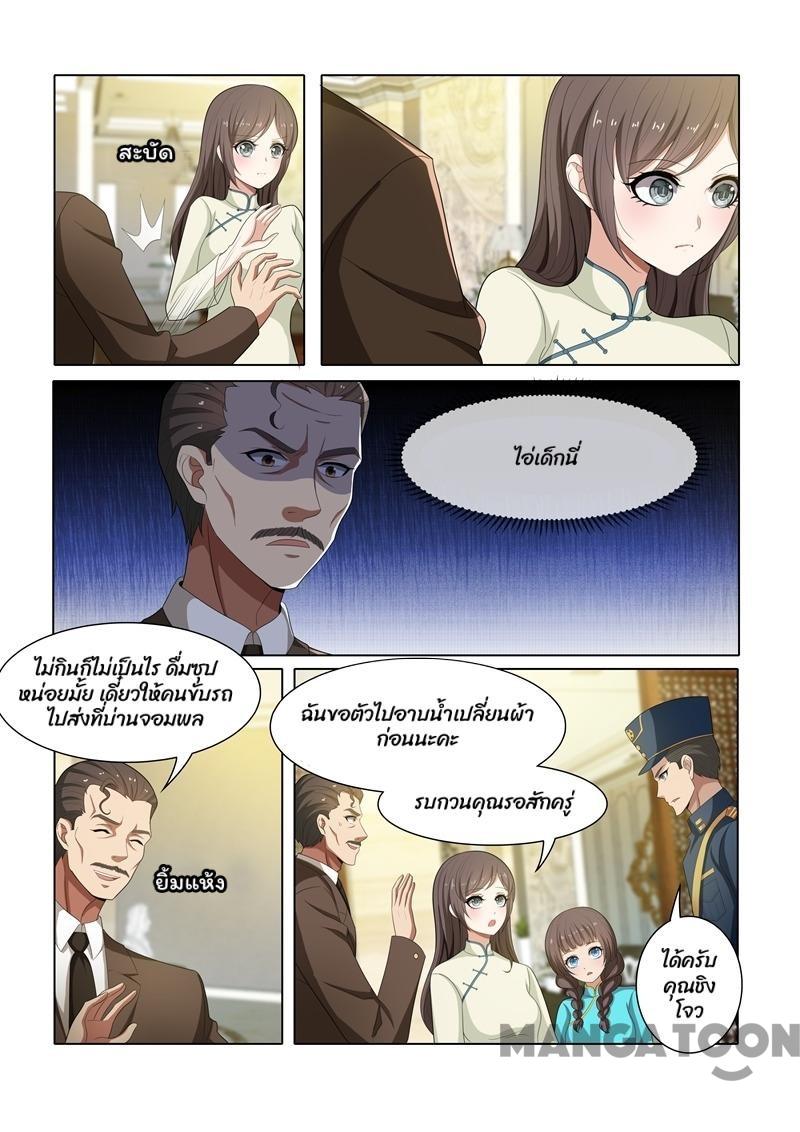 สะบัด
ไอ่เด็กนี่
ไม่กินก็ไม่เป็นไร ดื่มซุป
หน่อยมั้ย เดี๋ยวให้คนขับรถ
ไปส่งที่บ่านจอมพล
ยิ้มแห้ง
ฉันขอตัวไปอาบน้ำเปลี่ยนผ้า
ก่อนนะคะ
รบกวนคุณรอสักครู่
ได้ครับ
คุณชิง
โจว
MANGATOON